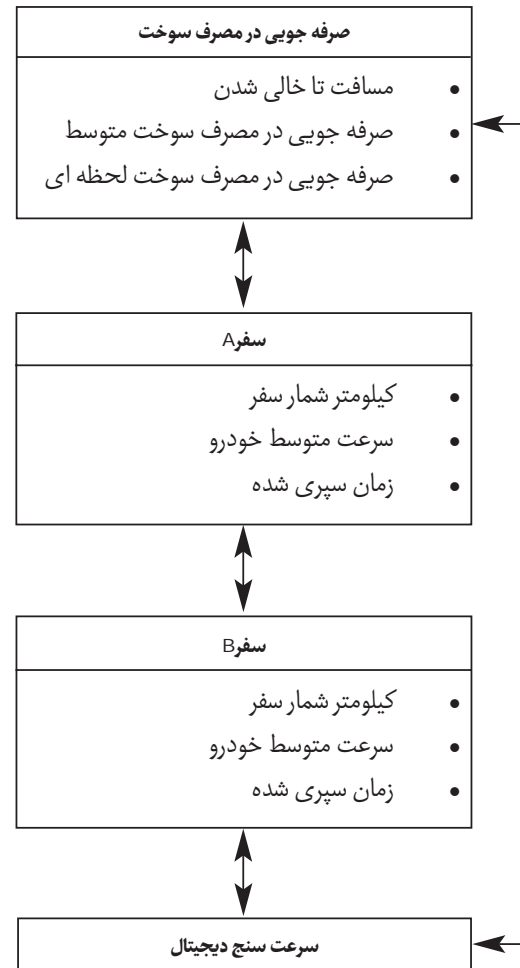 صرفه جویی در مصرف سوخت
• مسافت تا خالی شدن
• صرفه جویی در مصرف سوخت متوسط
• صرفه جویی در مصرف سوخت لحظه ای
سفرA
• کیلومتر شمار سفر
• سرعت متوسط خودرو
• زمان سپری شده
سفرB
• کیلومتر شمار سفر
• سرعت متوسط خودرو
• زمان سپری شده
سرعت سنج دیجیتال